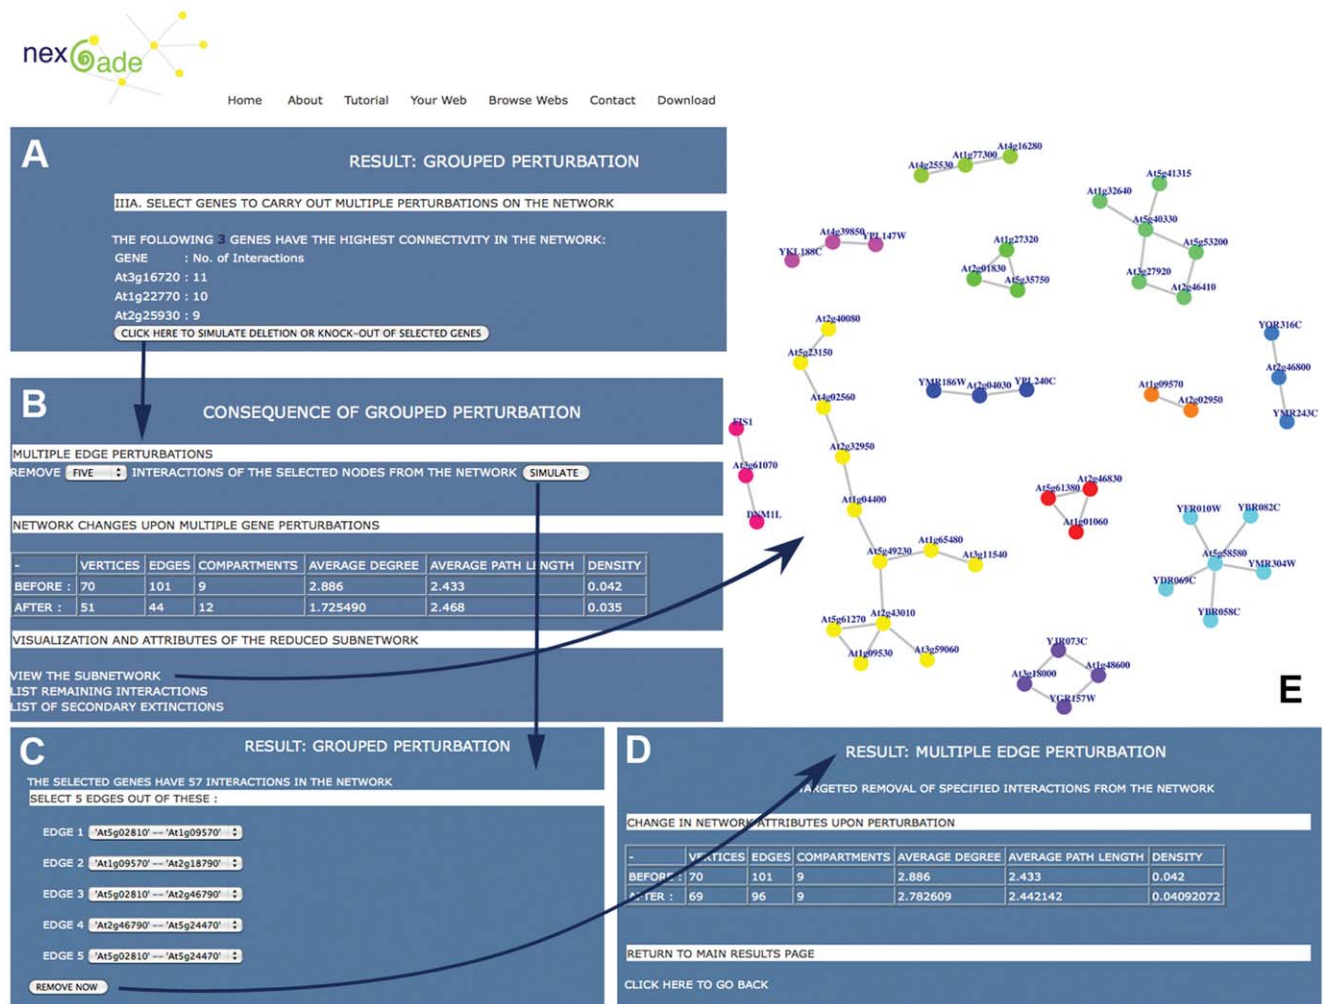 nexGade
Home About Tutorial Your Web Browse Webs Contact Download
A
RESULT: GROUPED PERTURBATION
IIIA. SELECT GENES TO CARRY OUT MULTIPLE PERTURBATIONS ON THE NETWORK
THE FOLLOWING 3 GENES HAVE THE HIGHEST CONNECTIVITY IN THE NETWORK:
GENE : No. of Interactions
At3g16720 : 11
At1g22770 : 10
At2g25930 : 9
CLICK HERE TO SIMULATE DELETION OR KNOCK-OUT OF SELECTED GENES
B
CONSEQUENCE OF GROUPED PERTURBATION
MULTIPLE EDGE PERTURBATIONS
REMOVE FIVE INTERACTIONS OF THE SELECTED NODES FROM THE NETWORK SIMULATE
NETWORK CHANGES UPON MULTIPLE GENE PERTURBATIONS
- VERTICES EDGES COMPARTMENTS AVERAGE DEGREE AVERAGE PATH LENGTH DENSITY
BEFORE : 70 101 9 2.886 2.433 0.042
AFTER : 51 44 12 1.725490 2.468 0.035
VISUALIZATION AND ATTRIBUTES OF THE REDUCED SUBNETWORK
VIEW THE SUBNETWORK
LIST REMAINING INTERACTIONS
LIST OF SECONDARY EXTINCTIONS
C
RESULT: GROUPED PERTURBATION
THE SELECTED GENES HAVE 57 INTERACTIONS IN THE NETWORK
SELECT 5 EDGES OUT OF THESE :
EDGE 1 'At5g02810' -- 'At1g09570'
EDGE 2 'At1g09570' -- 'At2g18790'
EDGE 3 'At5g02810' -- 'At2g46790'
EDGE 4 'At2g46790' -- 'At5g24470'
EDGE 5 'At5g02810' -- 'At5g24470'
REMOVE NOW
D
RESULT: MULTIPLE EDGE PERTURBATION
TARGETED REMOVAL OF SPECIFIED INTERACTIONS FROM THE NETWORK
CHANGE IN NETWORK ATTRIBUTES UPON PERTURBATION
- VERTICES EDGES COMPARTMENTS AVERAGE DEGREE AVERAGE PATH LENGTH DENSITY
BEFORE : 70 101 9 2.886 2.433 0.042
AFTER : 69 96 9 2.782609 2.442142 0.04092072
RETURN TO MAIN RESULTS PAGE
CLICK HERE TO GO BACK
E
At4g16280
At1g77300
At4g25530
At5g41315
At1g32640
At5g40330
At5g53200
At3g27920
At2g46410
At4g39850
YPL147W
YKL188C
At1g27320
At2g01830
At5g35750
At2g40080
At5g23150
At4g02560
At2g32950
At1g04400
At5g49230
At1g65480
At3g11540
At2g43010
At5g61270
At1g09530
At3g59060
YMR186W
At2g04030
YPL240C
At1g09570
At2g02950
YOR316C
At2g46800
YMR243C
FIS1
At3g61070
DNM1L
At2g46830
At5g61380
At1g01060
YER010W
YBR082C
At5g58580
YMR304W
YDR069C
YBR058C
YJR073C
At3g18000
At1g48600
YGR157W